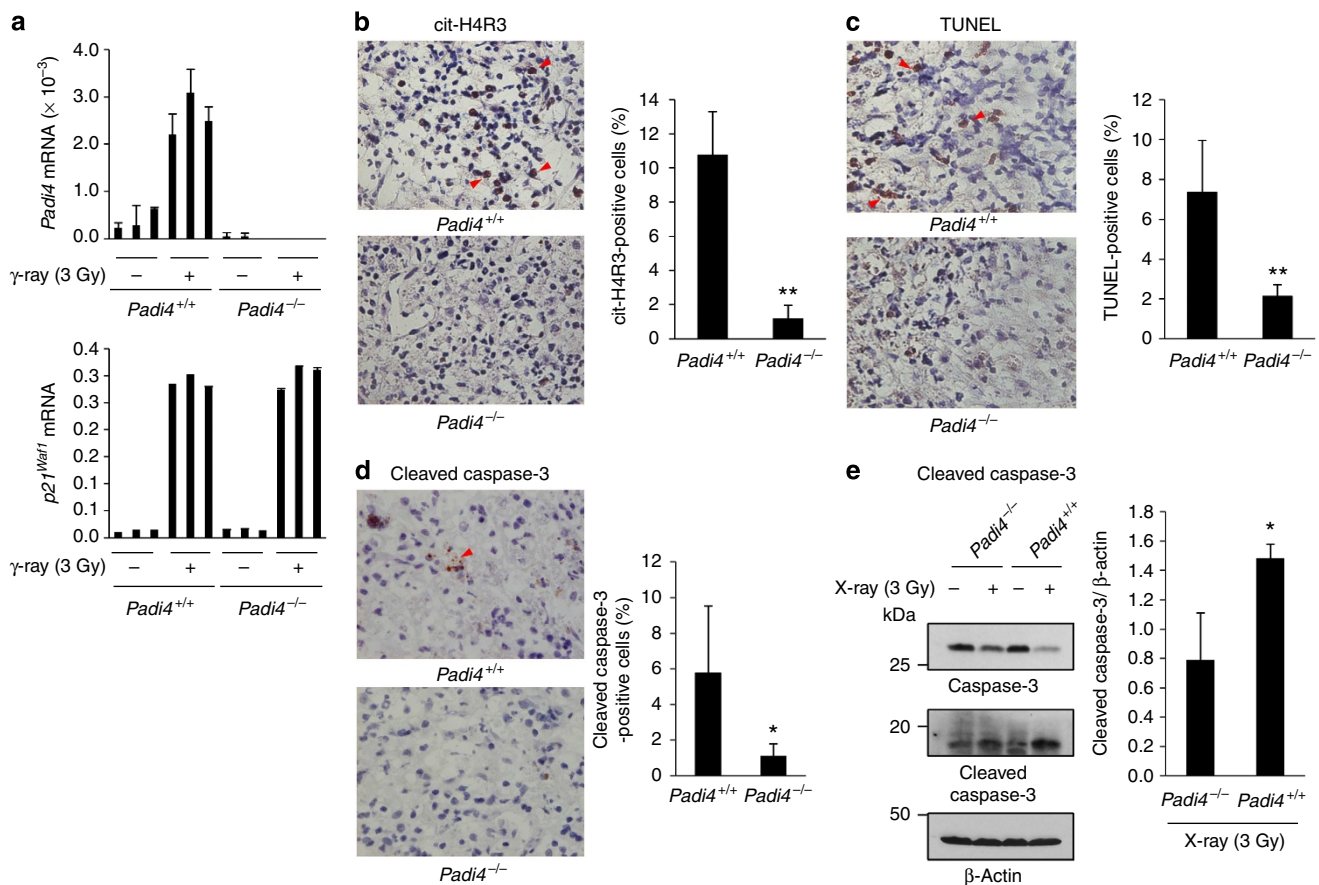 a
Padi4 mRNA (× 10⁻³)
4.0
3.0
2.0
1.0
0.0
γ-ray (3 Gy) − + − +
Padi4⁺/⁺ Padi4⁻/⁻
p21ᵂᵃᶠ¹ mRNA
0.4
0.3
0.3
0.2
0.2
0.1
0.1
0.0
γ-ray (3 Gy) − + − +
Padi4⁺/⁺ Padi4⁻/⁻
b
cit-H4R3
Padi4⁺/⁺
Padi4⁻/⁻
cit-H4R3-positive cells (%)
14
12
10
8
6
4
2
0
**
Padi4⁺/⁺ Padi4⁻/⁻
c
TUNEL
Padi4⁺/⁺
Padi4⁻/⁻
TUNEL-positive cells (%)
12
10
8
6
4
2
0
**
Padi4⁺/⁺ Padi4⁻/⁻
d
Cleaved caspase-3
Padi4⁺/⁺
Padi4⁻/⁻
Cleaved caspase-3
-positive cells (%)
12
10
8
6
4
2
0
*
Padi4⁺/⁺ Padi4⁻/⁻
e
Cleaved caspase-3
Padi4⁻/⁻ Padi4⁺/⁺
X-ray (3 Gy) − + − +
kDa
25
Caspase-3
20
Cleaved
caspase-3
50
β-Actin
Cleaved caspase-3/ β-actin
1.8
1.6
1.4
1.2
1.0
0.8
0.6
0.4
0.2
0.0
*
Padi4⁻/⁻ Padi4⁺/⁺
X-ray (3 Gy)